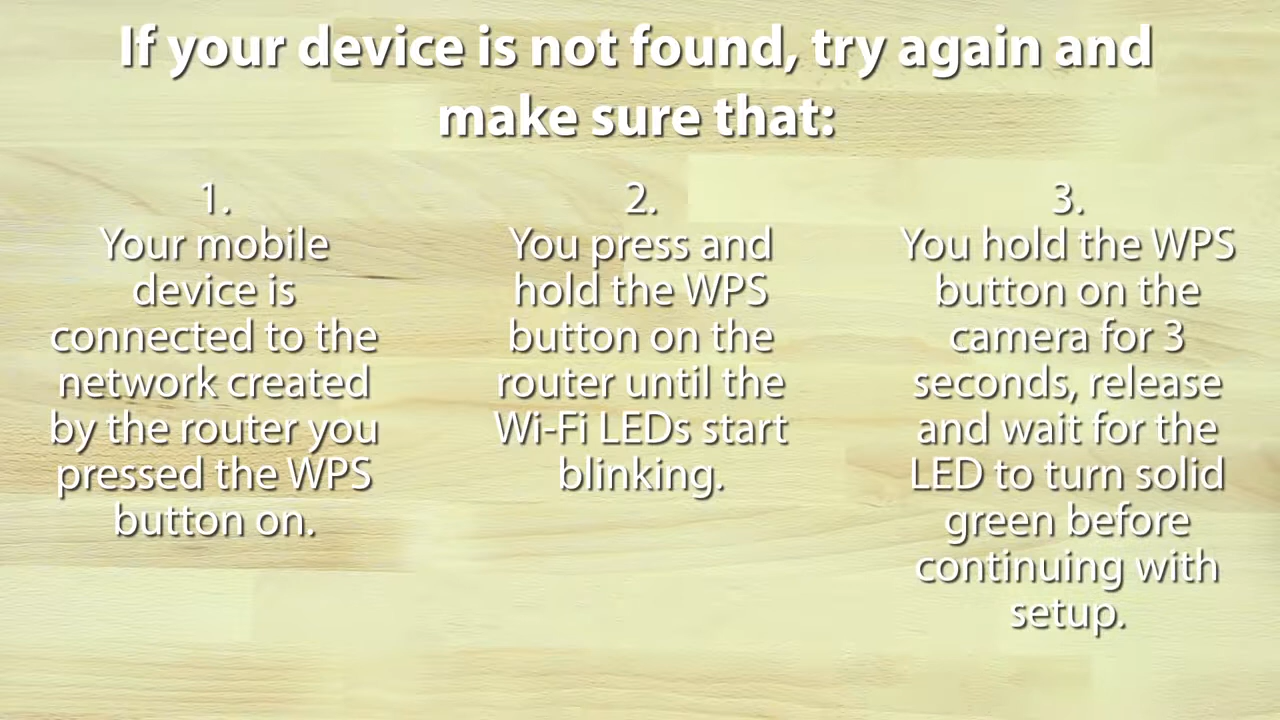 If your device is not found, try again and
make sure that:
1.
Your mobile
device is
connected to the
network created
by the router you
pressed the WPS
button on.
2.
You press and
hold the WPS
button on the
router until the
Wi-Fi LEDs start
blinking.
3.
You hold the WPS
button on the
camera for 3
seconds, release
and wait for the
LED to turn solid
green before
continuing with
setup.